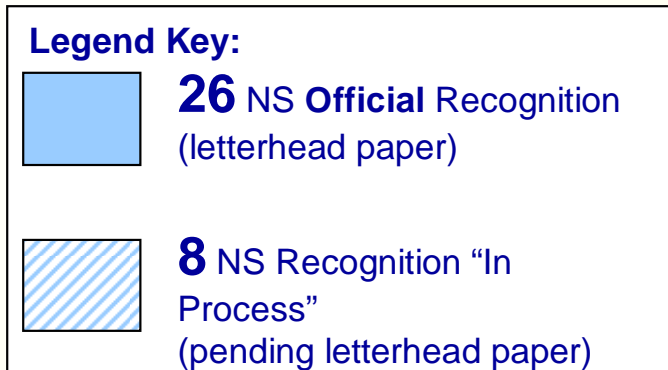 Legend Key:
26 NS Official Recognition
(letterhead paper)
8 NS Recognition “In
Process”
(pending letterhead paper)